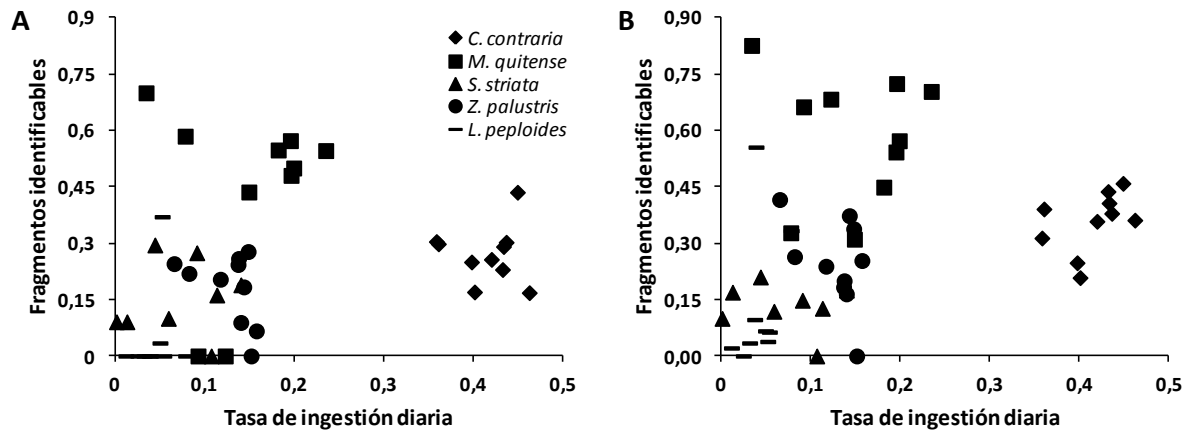 A
Fragmentos identificables
0,9
0,75
0,6
0,45
0,3
0,15
0
0 0,1 0,2 0,3 0,4 0,5
Tasa de ingestión diaria
C. contraria
M. quitense
S. striata
Z. palustris
L. peploides
B
Fragmentos identificables
0,90
0,75
0,60
0,45
0,30
0,15
0,00
0 0,1 0,2 0,3 0,4 0,5
Tasa de ingestión diaria